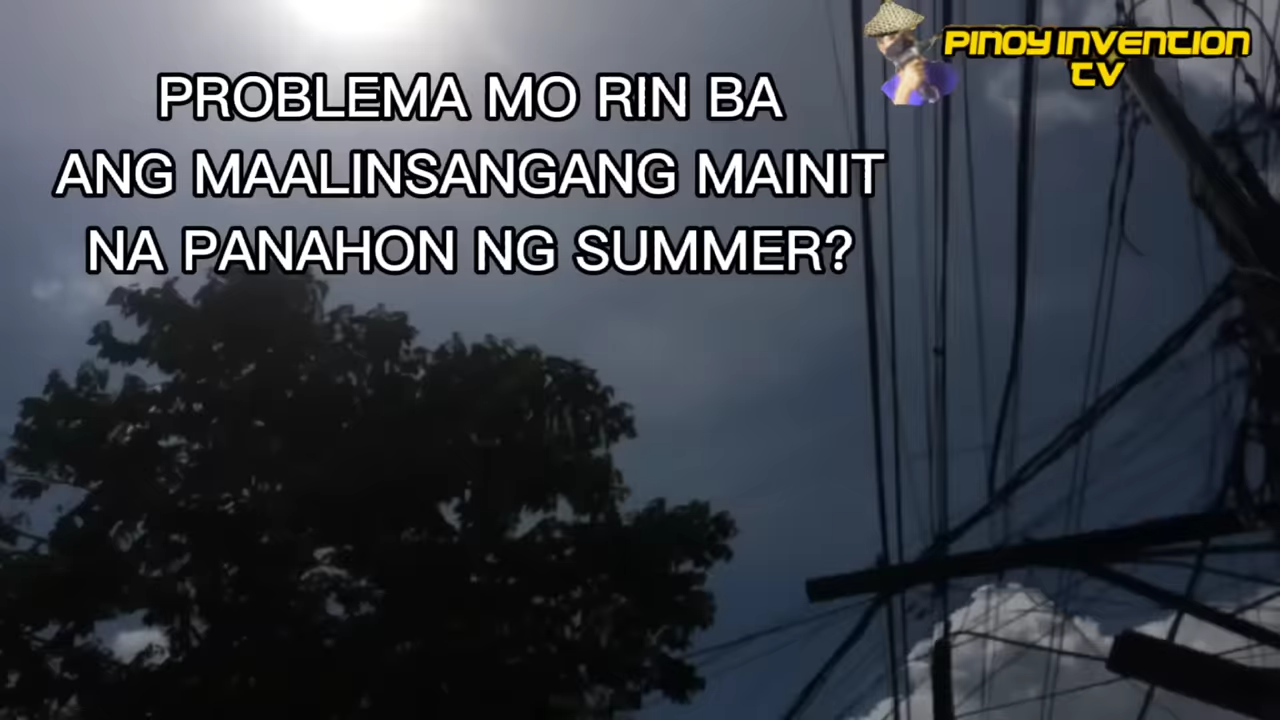 PROBLEMA MO RIN BA
ANG MAALINSANGANG MAINIT
NA PANAHON NG SUMMER?
PINOY INVENTION
TV